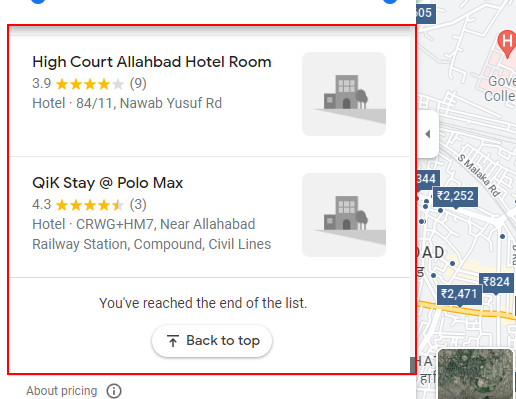 High Court Allahbad Hotel Room
3.9 (9)
Hotel · 84/11, Nawab Yusuf Rd
QiK Stay @ Polo Max
4.3 (3)
Hotel · CRWG+HM7, Near Allahabad
Railway Station, Compound, Civil Lines
You've reached the end of the list.
Back to top
About pricing
605
H
Gove
Colle
S Malaka Rd
344
₹2,252
OAD
₹824
₹2,471
HAT